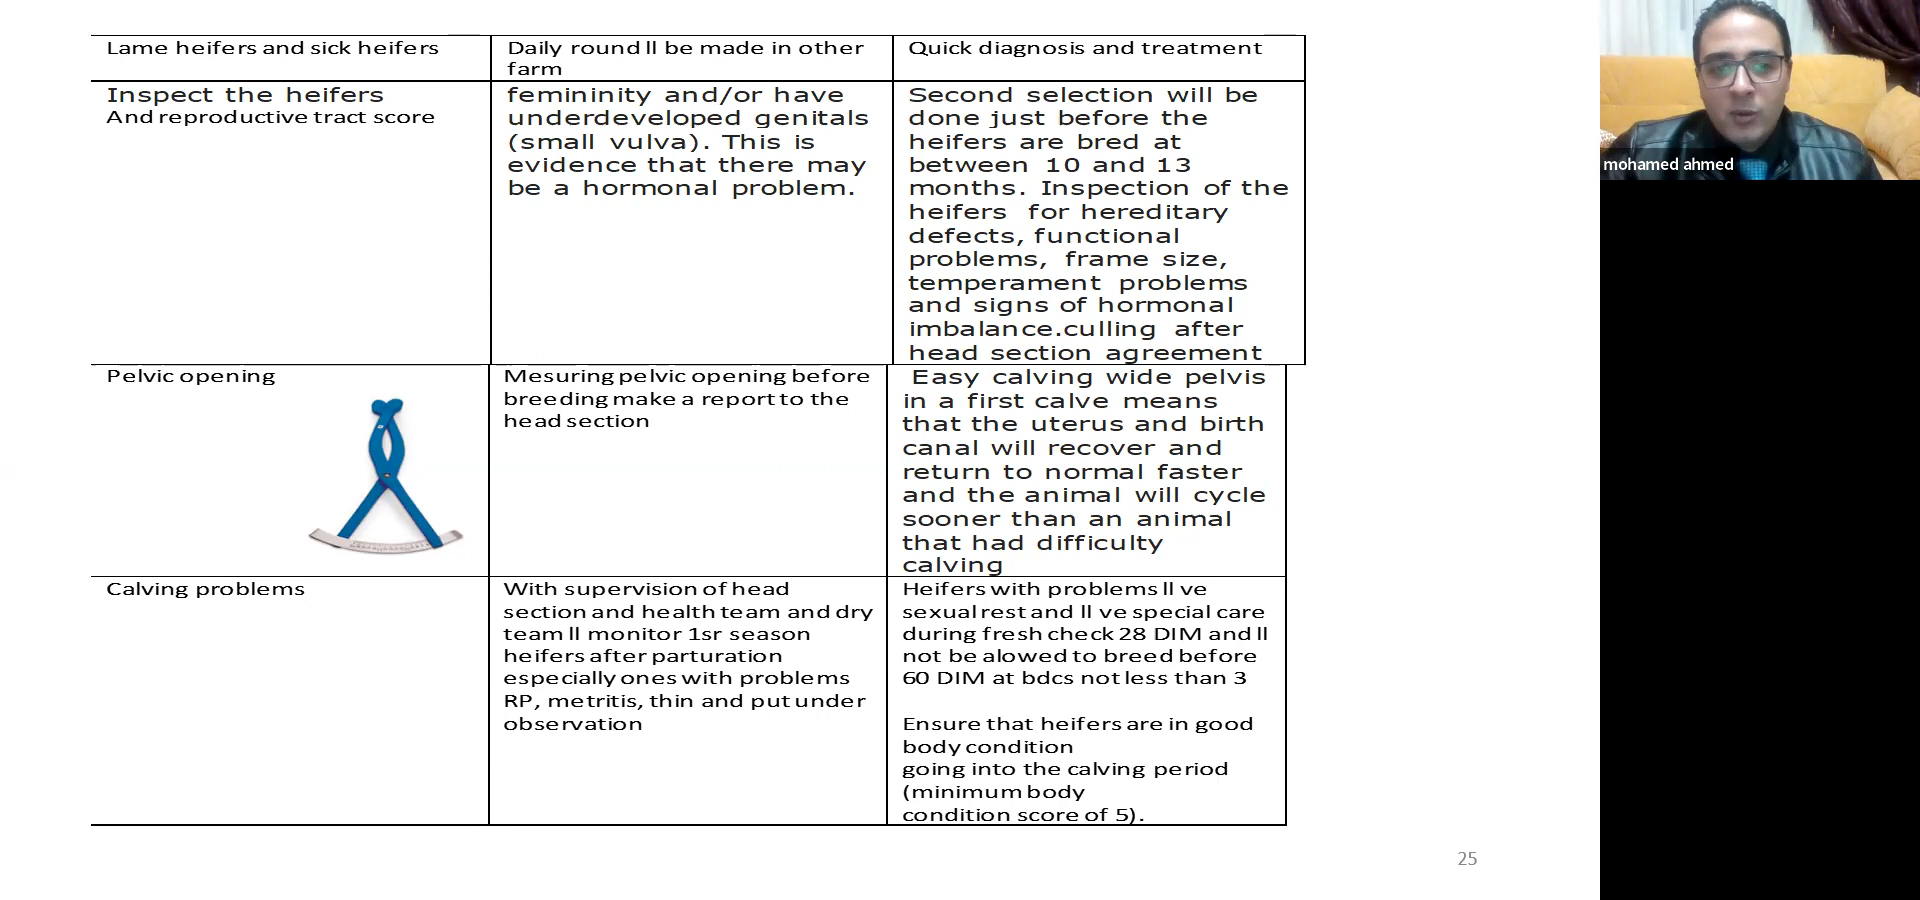 Lame heifers and sick heifers
Daily round ll be made in other
farm
Quick diagnosis and treatment
Inspect the heifers
And reproductive tract score
femininity and/or have
underdeveloped genitals
(small vulva). This is
evidence that there may
be a hormonal problem.
Second selection will be
done just before the
heifers are bred at
between 10 and 13
months. Inspection of the
heifers for hereditary
defects, functional
problems, frame size,
temperament problems
and signs of hormonal
imbalance.culling after
head section agreement
Pelvic opening
Mesuring pelvic opening before
breeding make a report to the
head section
Easy calving wide pelvis
in a first calve means
that the uterus and birth
canal will recover and
return to normal faster
and the animal will cycle
sooner than an animal
that had difficulty
calving
Calving problems
With supervision of head
section and health team and dry
team ll monitor 1sr season
heifers after parturation
especially ones with problems
RP, metritis, thin and put under
observation
Heifers with problems ll ve
sexual rest and ll ve special care
during fresh check 28 DIM and ll
not be alowed to breed before
60 DIM at bdcs not less than 3
Ensure that heifers are in good
body condition
going into the calving period
(minimum body
condition score of 5).
25
mohamed ahmed